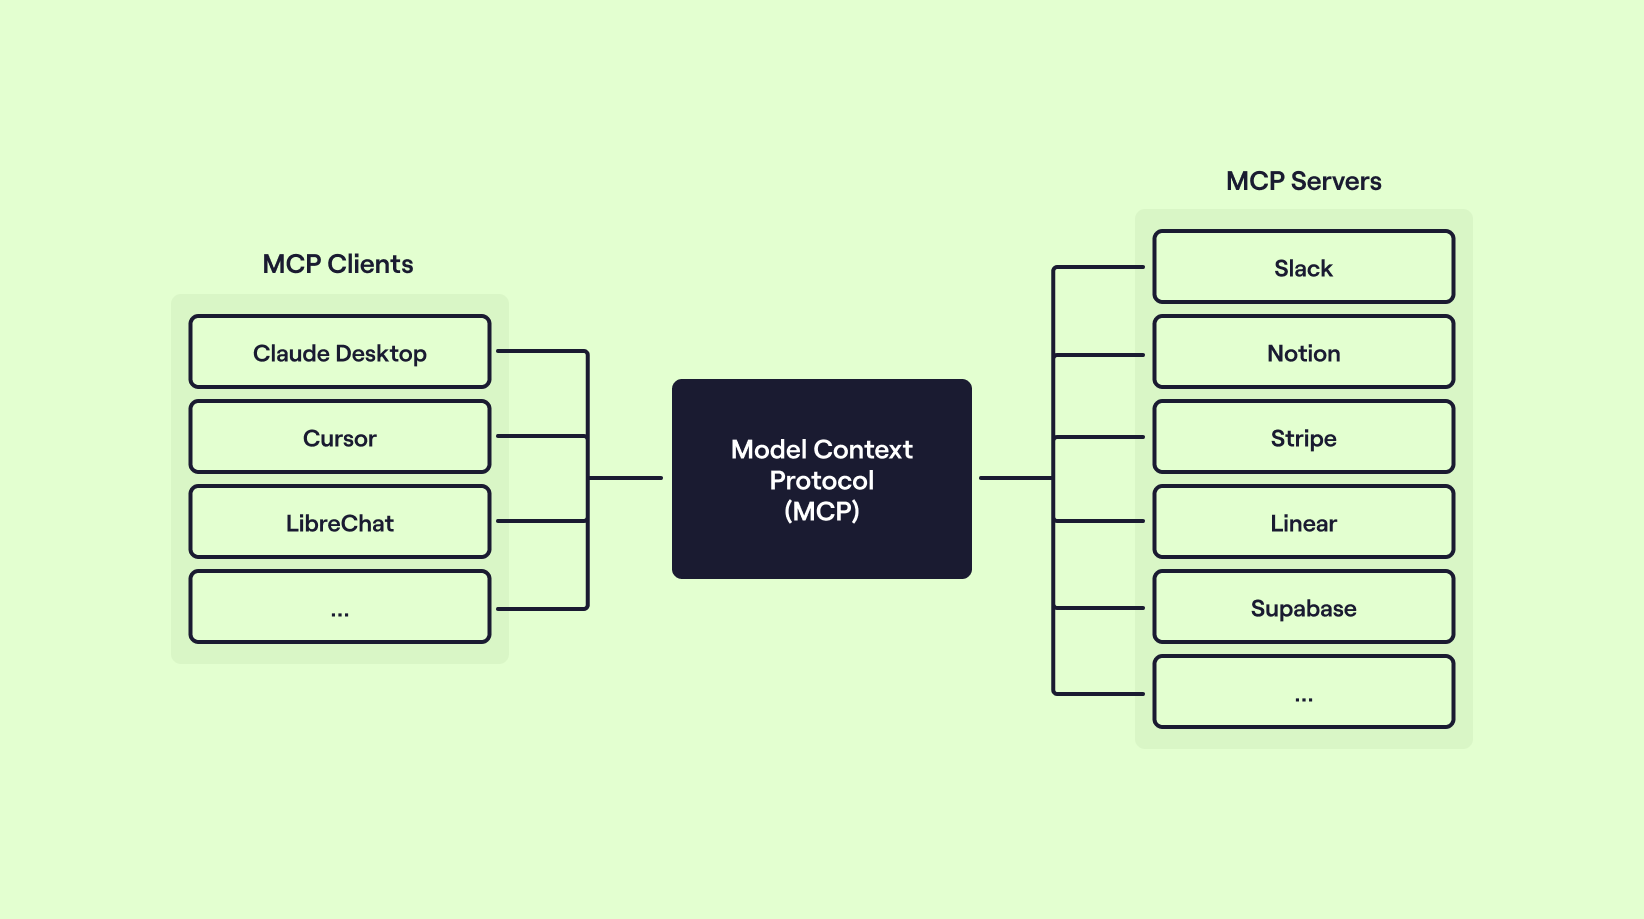 MCP Clients
Claude Desktop
Cursor
LibreChat
...
Model Context
Protocol
(MCP)
MCP Servers
Slack
Notion
Stripe
Linear
Supabase
...